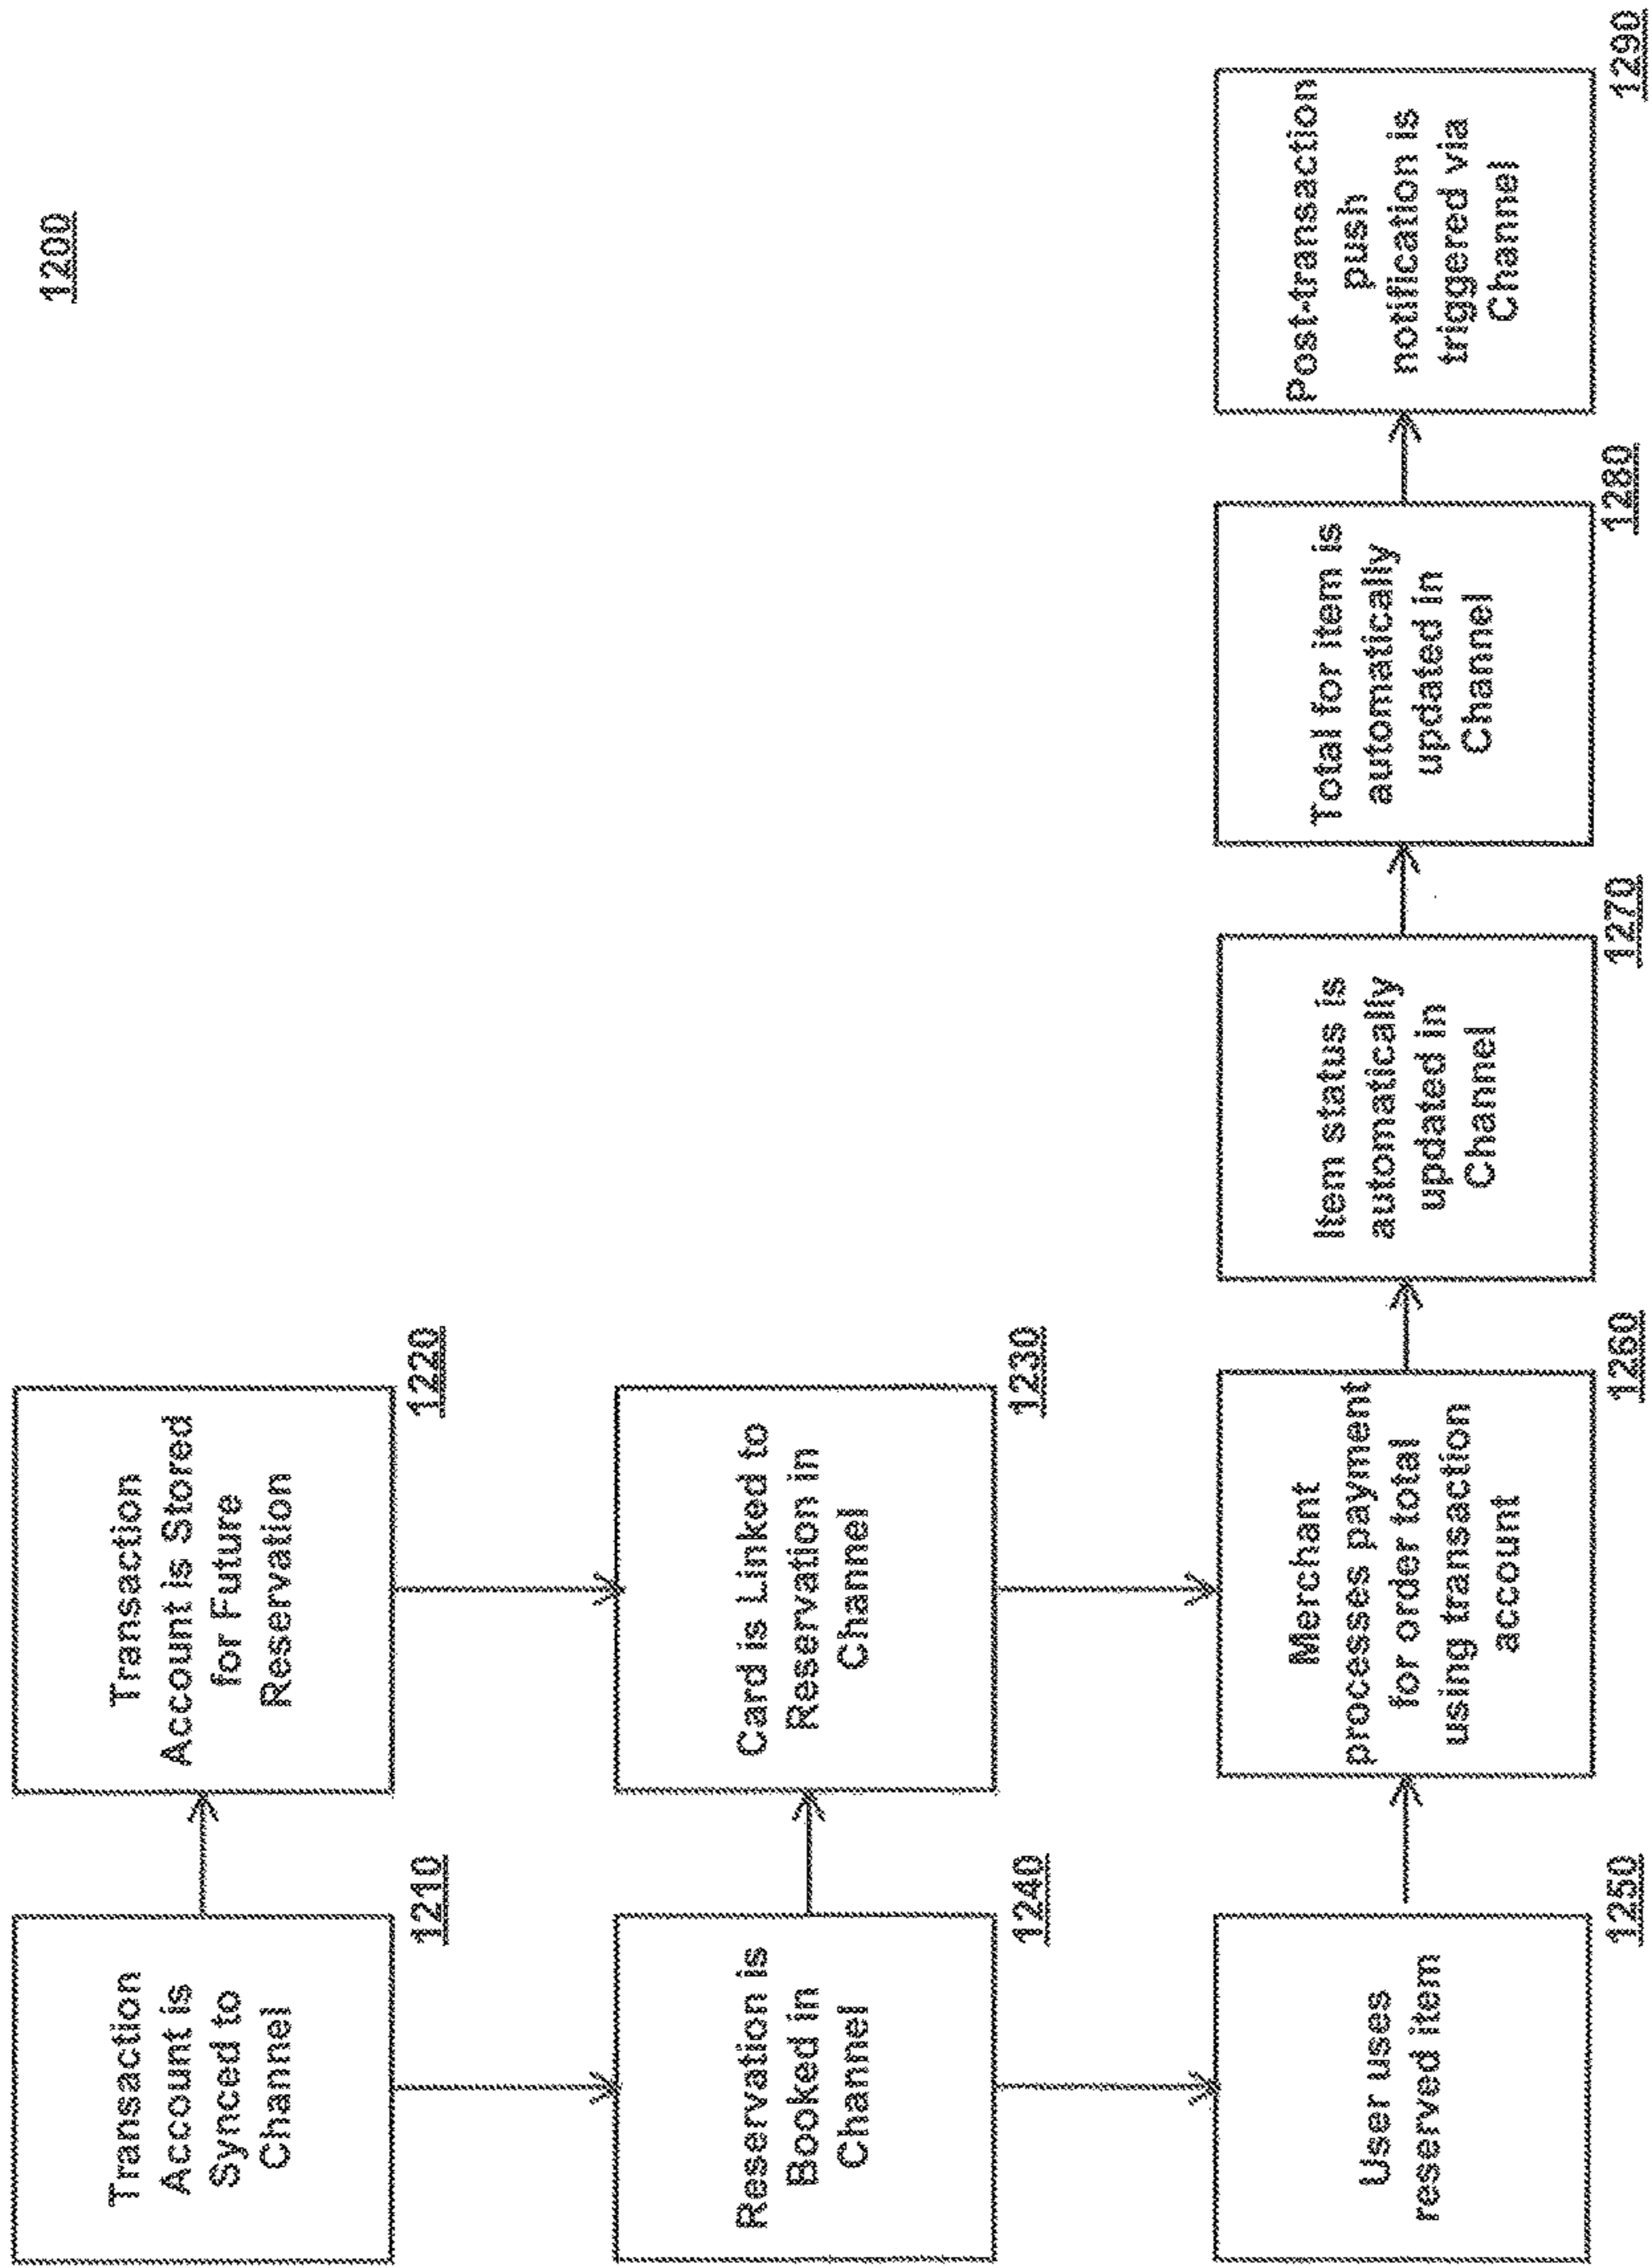 1200
Transaction
Account is
Synced to
Channel
1210
Transaction
Account is Stored
for Future
Reservation
1220
Reservation is
Booked in
Channel
1240
Card is Linked to
Reservation in
Channel
1230
User uses
reserved item
1250
Merchant
processes payment
for order total
using transaction
account
1260
Item status is
automatically
updated in
Channel
1270
Total for item is
automatically
updated in
Channel
1280
Post-transaction
push
notification is
triggered via
Channel
1290